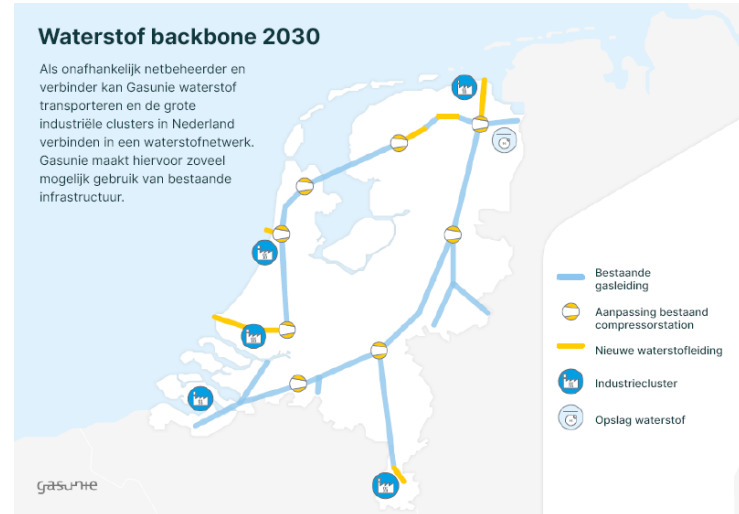 Waterstof backbone 2030
Als onafhankelijk netbeheerder en
verbinder kan Gasunie waterstof
transporteren en de grote
industriële clusters in Nederland
verbinden in een waterstofnetwerk.
Gasunie maakt hiervoor zoveel
mogelijk gebruik van bestaande
infrastructuur.
Bestaande
gasleiding
Aanpassing bestaand
compressorstation
Nieuwe waterstofleiding
Industriecluster
Opslag waterstof
gasunie